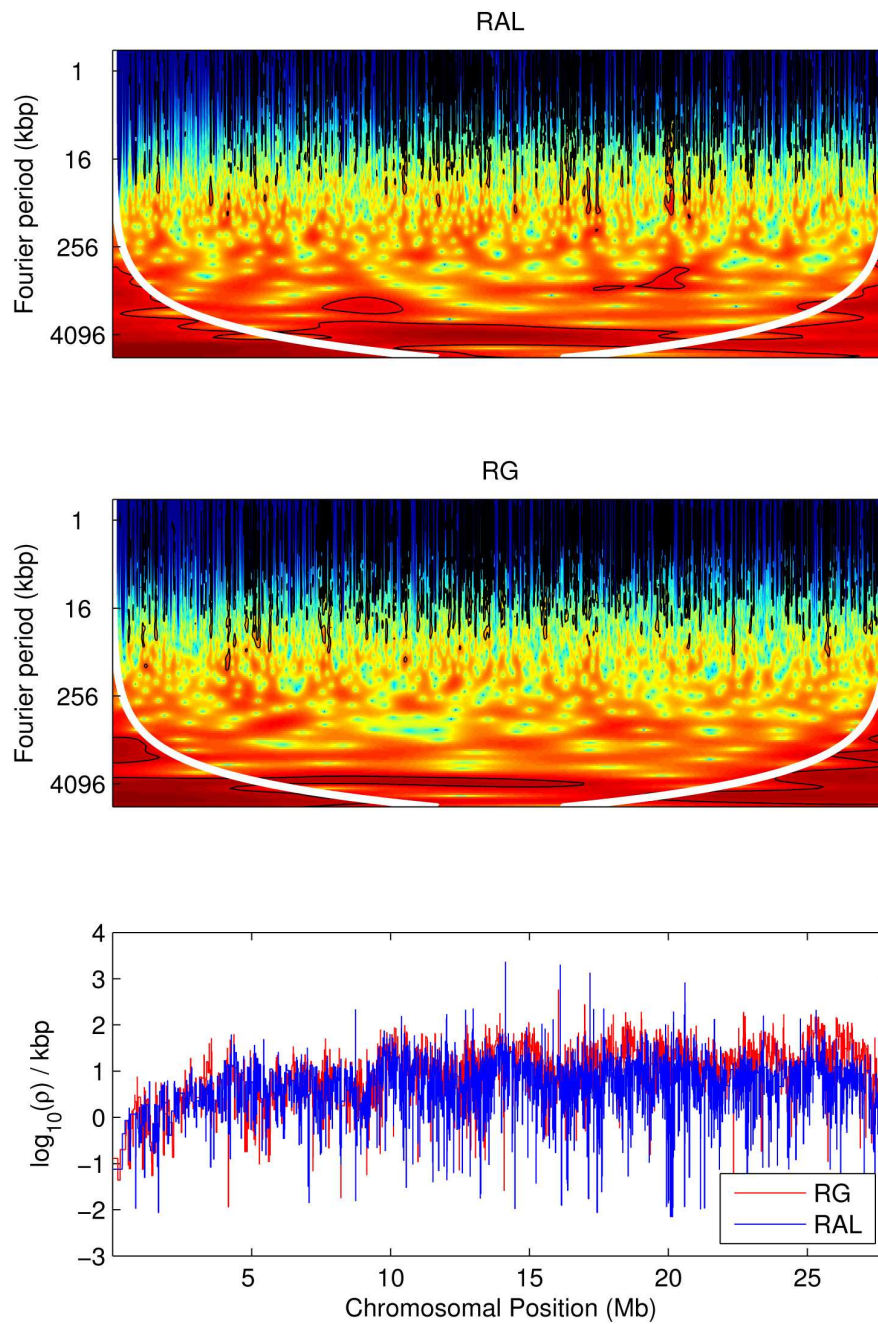 RAL
Fourier period (kbp)
1
16
256
4096
RG
Fourier period (kbp)
1
16
256
4096
log10(ρ) / kbp
4
3
2
1
0
−1
−2
−3
5
10
15
20
25
Chromosomal Position (Mb)
RG
RAL